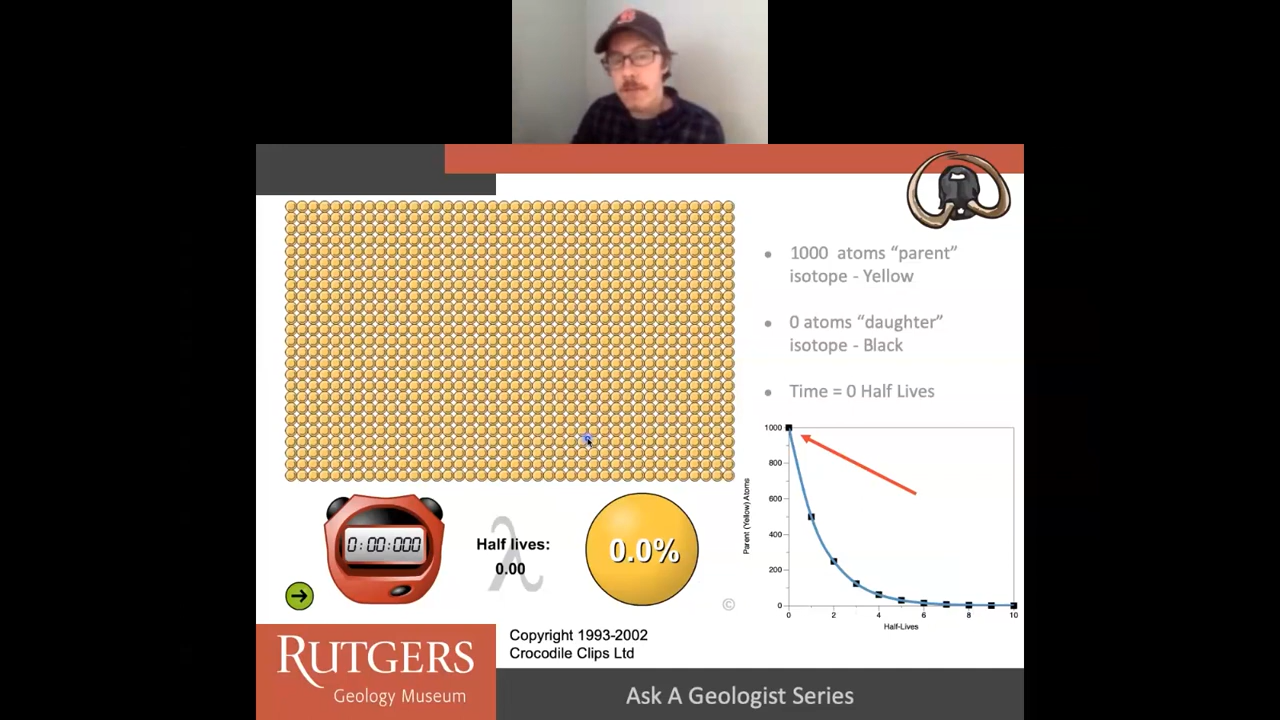 1000 atoms “parent”
isotope - Yellow
0 atoms “daughter”
isotope - Black
Time = 0 Half Lives
1000
800
600
400
200
0
Parent (Yellow) Atoms
0 2 4 6 8 10
Half-Lives
0:00:000
Half lives:
0.00
λ
0.0%
©
RUTGERS
Geology Museum
Copyright 1993-2002
Crocodile Clips Ltd
Ask A Geologist Series